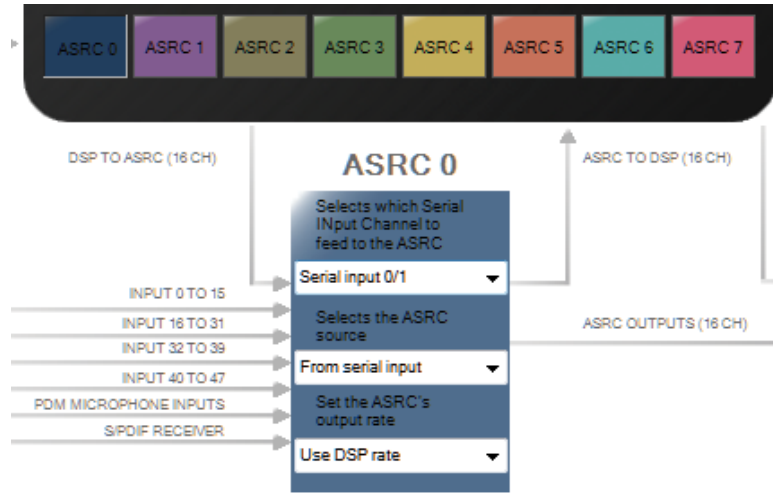 ASRC 0 ASRC 1 ASRC 2 ASRC 3 ASRC 4 ASRC 5 ASRC 6 ASRC 7
DSP TO ASRC (16 CH)
ASRC 0
ASRC TO DSP (16 CH)
Selects which Serial
INput Channel to
feed to the ASRC
Serial input 0/1
INPUT 0 TO 15
INPUT 16 TO 31
INPUT 32 TO 39
INPUT 40 TO 47
PDM MICROPHONE INPUTS
S/PDIF RECEIVER
Selects the ASRC
source
ASRC OUTPUTS (16 CH)
From serial input
Set the ASRC's
output rate
Use DSP rate